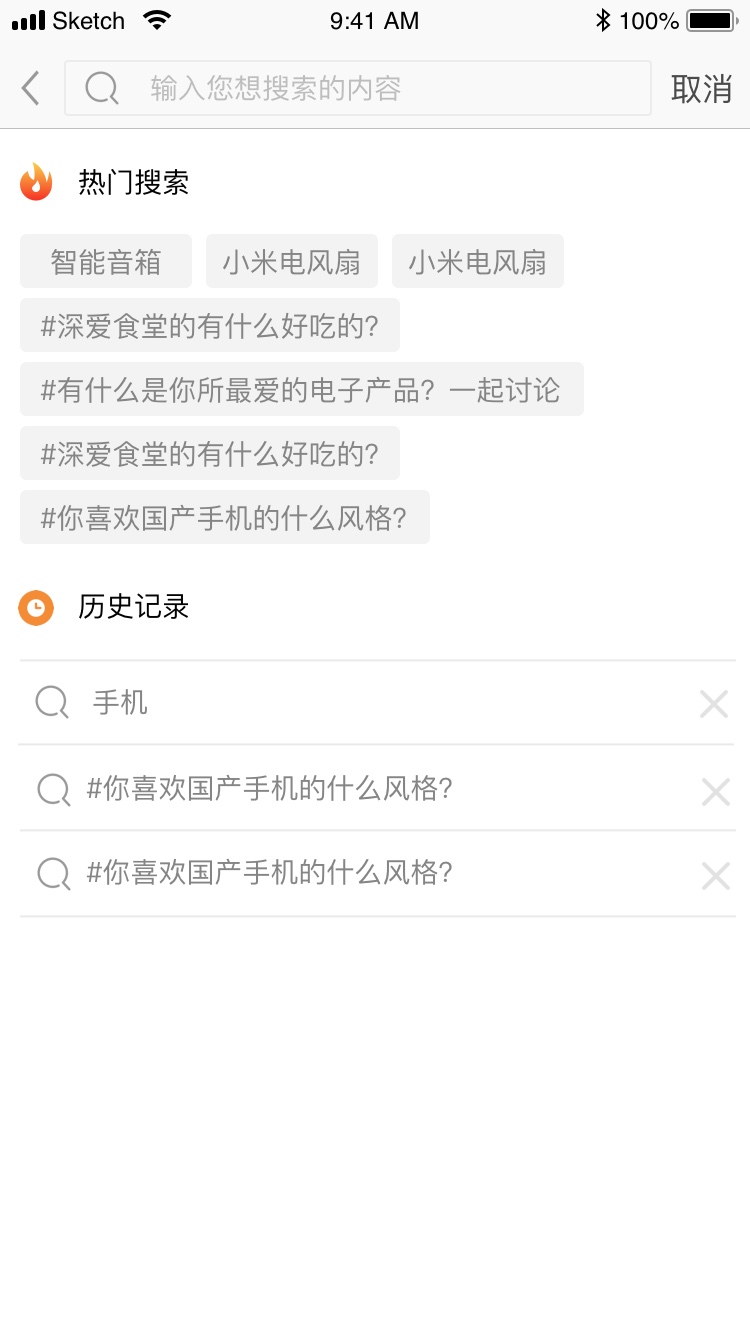 Sketch 9:41 AM 100%
输入您想搜索的内容 取消
热门搜索
智能音箱 小米电风扇 小米电风扇
#深爱食堂的有什么好吃的?
#有什么是你所最爱的电子产品？一起讨论
#深爱食堂的有什么好吃的?
#你喜欢国产手机的什么风格?
历史记录
手机
#你喜欢国产手机的什么风格?
#你喜欢国产手机的什么风格?